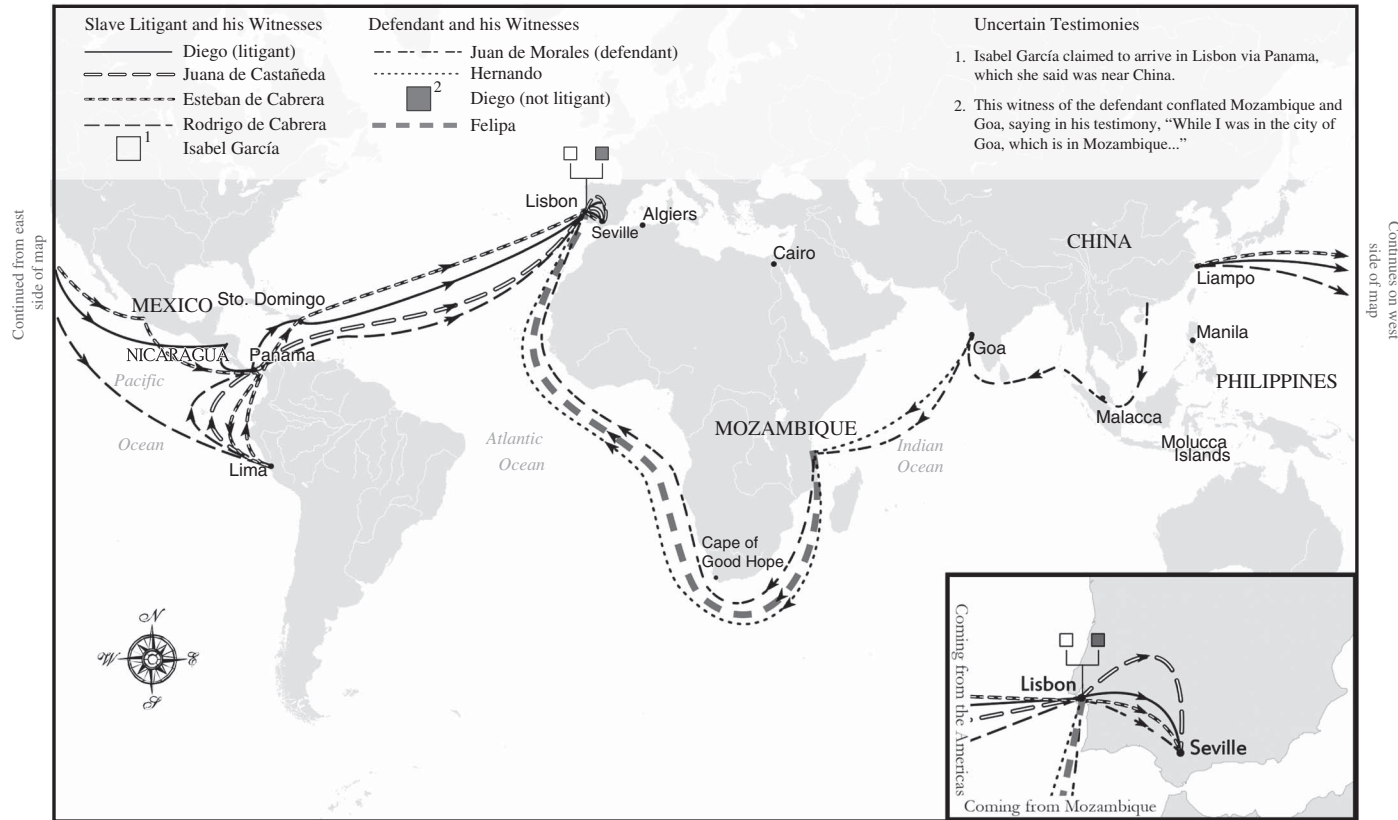 Slave Litigant and his Witnesses
Diego (litigant)
Juana de Castañeda
Esteban de Cabrera
Rodrigo de Cabrera
1
Isabel García
Defendant and his Witnesses
Juan de Morales (defendant)
Hernando
2
Diego (not litigant)
Felipa
Uncertain Testimonies
1. Isabel García claimed to arrive in Lisbon via Panama,
which she said was near China.
2. This witness of the defendant conflated Mozambique and
Goa, saying in his testimony, “While I was in the city of
Goa, which is in Mozambique...”
Continued from east
side of map
Continues on west
side of map
Lisbon
Seville
Algiers
Cairo
CHINA
Liampo
MEXICO
Sto. Domingo
NICARAGUA
Panama
Pacific
Ocean
Lima
Atlantic
Ocean
MOZAMBIQUE
Goa
Indian
Ocean
Manila
PHILIPPINES
Malacca
Molucca
Islands
Cape of
Good Hope
N
W
E
S
Coming from the Americas
Lisbon
Seville
Coming from Mozambique